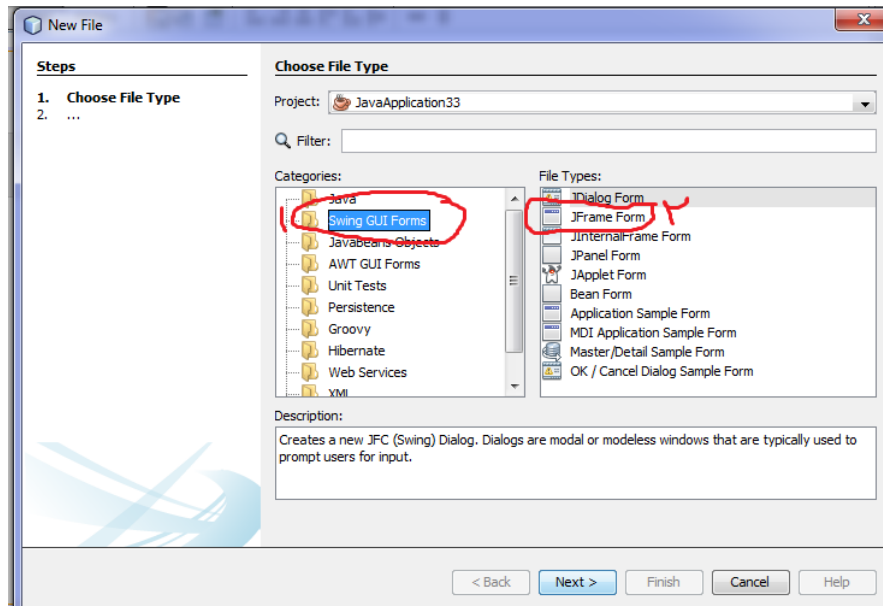 New File
Steps
1. Choose File Type
2. ...
Choose File Type
Project: JavaApplication33
Filter:
Categories:
Java
Swing GUI Forms
JavaBeans Objects
AWT GUI Forms
Unit Tests
Persistence
Groovy
Hibernate
Web Services
XML
File Types:
JDialog Form
JFrame Form
JInternalFrame Form
JPanel Form
JApplet Form
Bean Form
Application Sample Form
MDI Application Sample Form
Master/Detail Sample Form
OK / Cancel Dialog Sample Form
Description:
Creates a new JFC (Swing) Dialog. Dialogs are modal or modeless windows that are typically used to
prompt users for input.
< Back Next > Finish Cancel Help